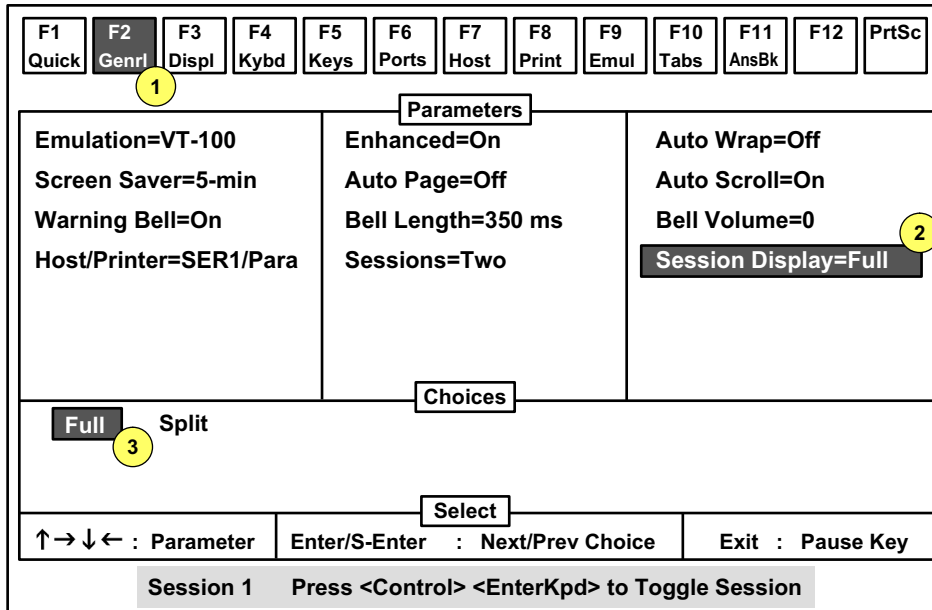 F1 F2 F3 F4 F5 F6 F7 F8 F9 F10 F11 F12 PrtSc
Quick Genrl Displ Kybd Keys Ports Host Print Emul Tabs AnsBk
1
Parameters
Emulation=VT-100 Enhanced=On Auto Wrap=Off
Screen Saver=5-min Auto Page=Off Auto Scroll=On
Warning Bell=On Bell Length=350 ms Bell Volume=0
2
Host/Printer=SER1/Para Sessions=Two Session Display=Full
Choices
Full Split
3
Select
↑→↓← : Parameter Enter/S-Enter : Next/Prev Choice Exit : Pause Key
Session 1 Press <Control> <EnterKpd> to Toggle Session